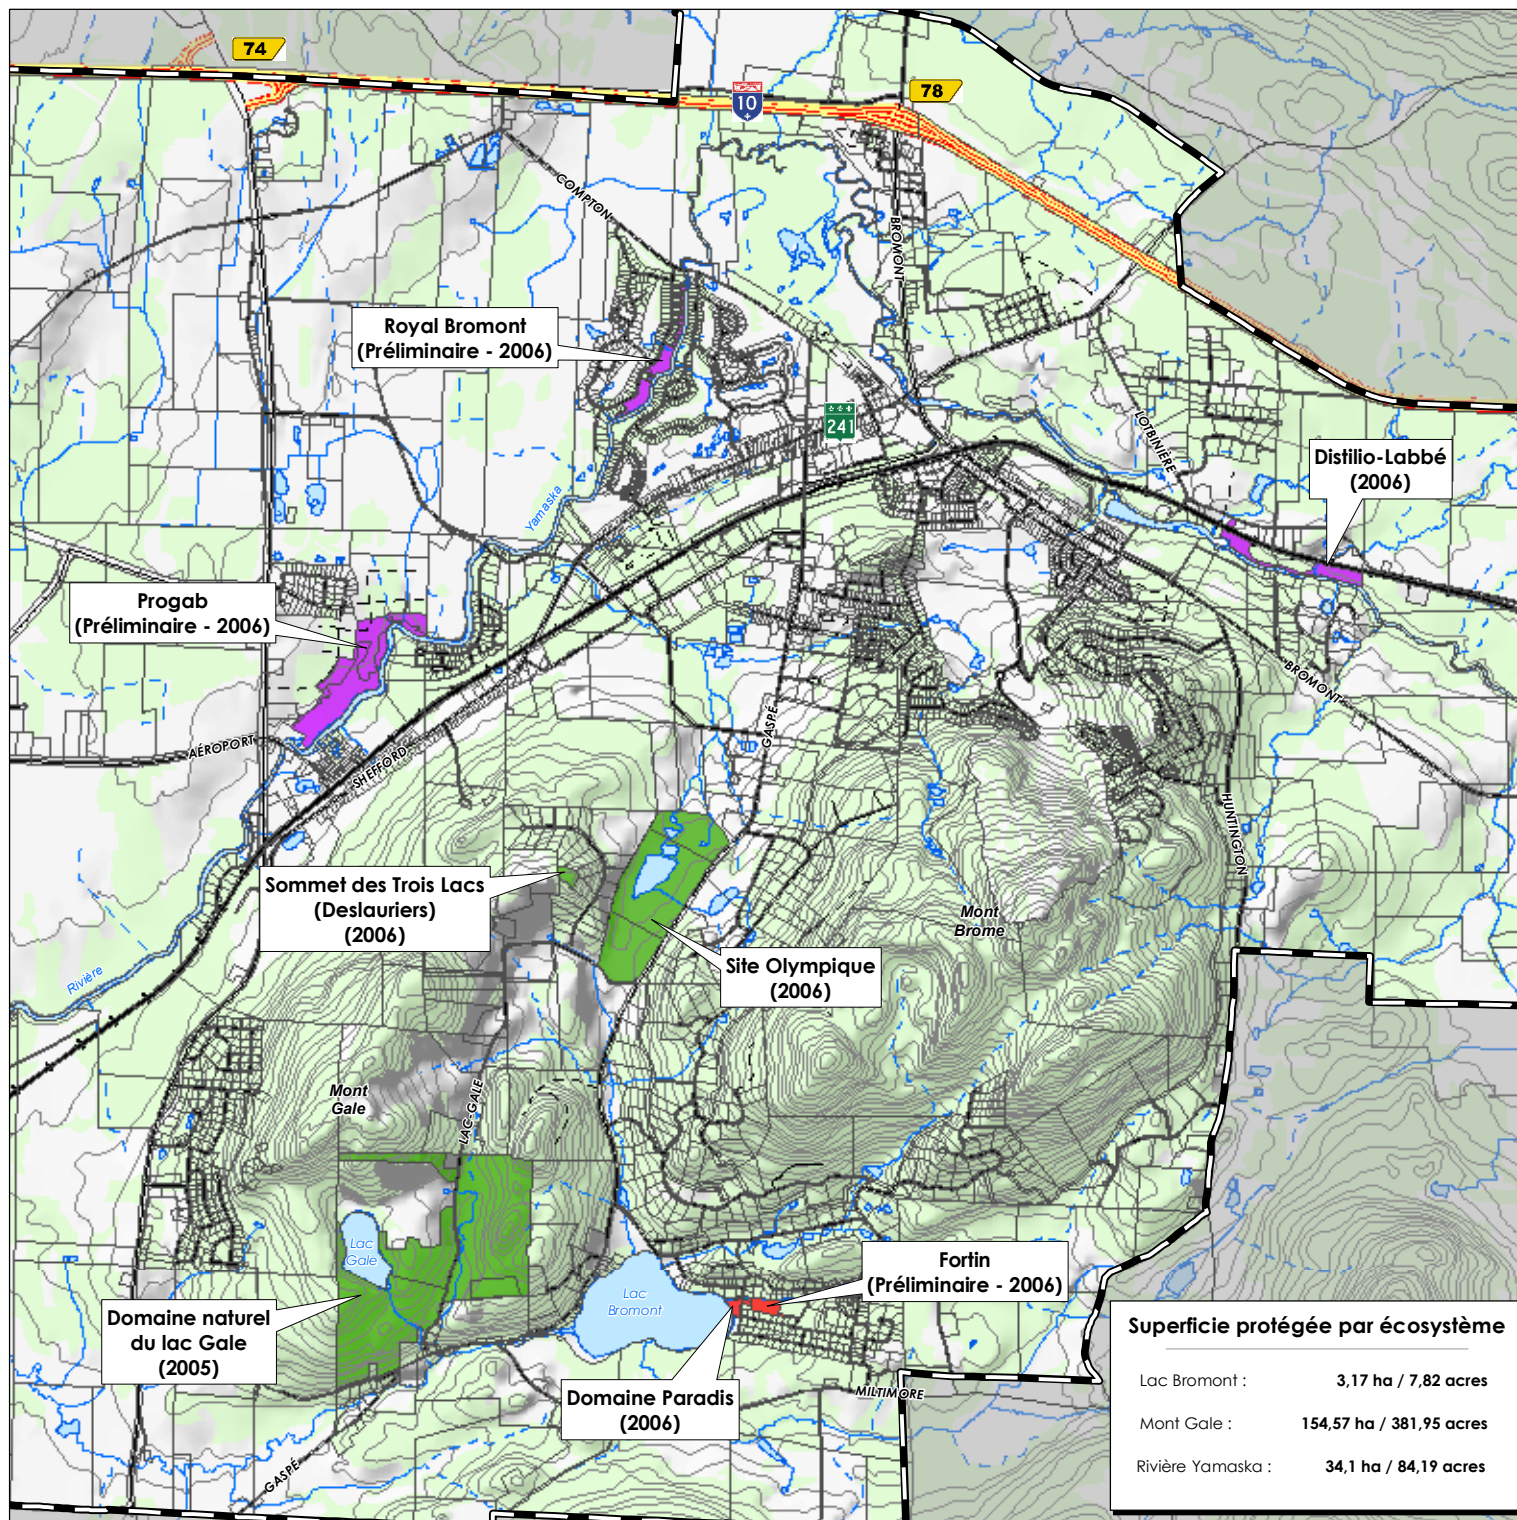 74
10
78
COMPTON
BROMONT
Royal Bromont
(Préliminaire - 2006)
241
LOTBINIÈRE
Distilio-Labbé
(2006)
Yamaska
Progab
(Préliminaire - 2006)
BROMONT
GASPÉ
AÉROPORT
SHEFFORD
HUNTINGTON
Sommet des Trois Lacs
(Deslauriers)
(2006)
Mont
Brome
Site Olympique
(2006)
Rivière
Mont
Gale
LAC-GALE
Lac
Gale
Fortin
(Préliminaire - 2006)
Lac
Bromont
Domaine naturel
du lac Gale
(2005)
Domaine Paradis
(2006)
MILTIMORE
GASPÉ
Superficie protégée par écosystème
Lac Bromont : 3,17 ha / 7,82 acres
Mont Gale : 154,57 ha / 381,95 acres
Rivière Yamaska : 34,1 ha / 84,19 acres